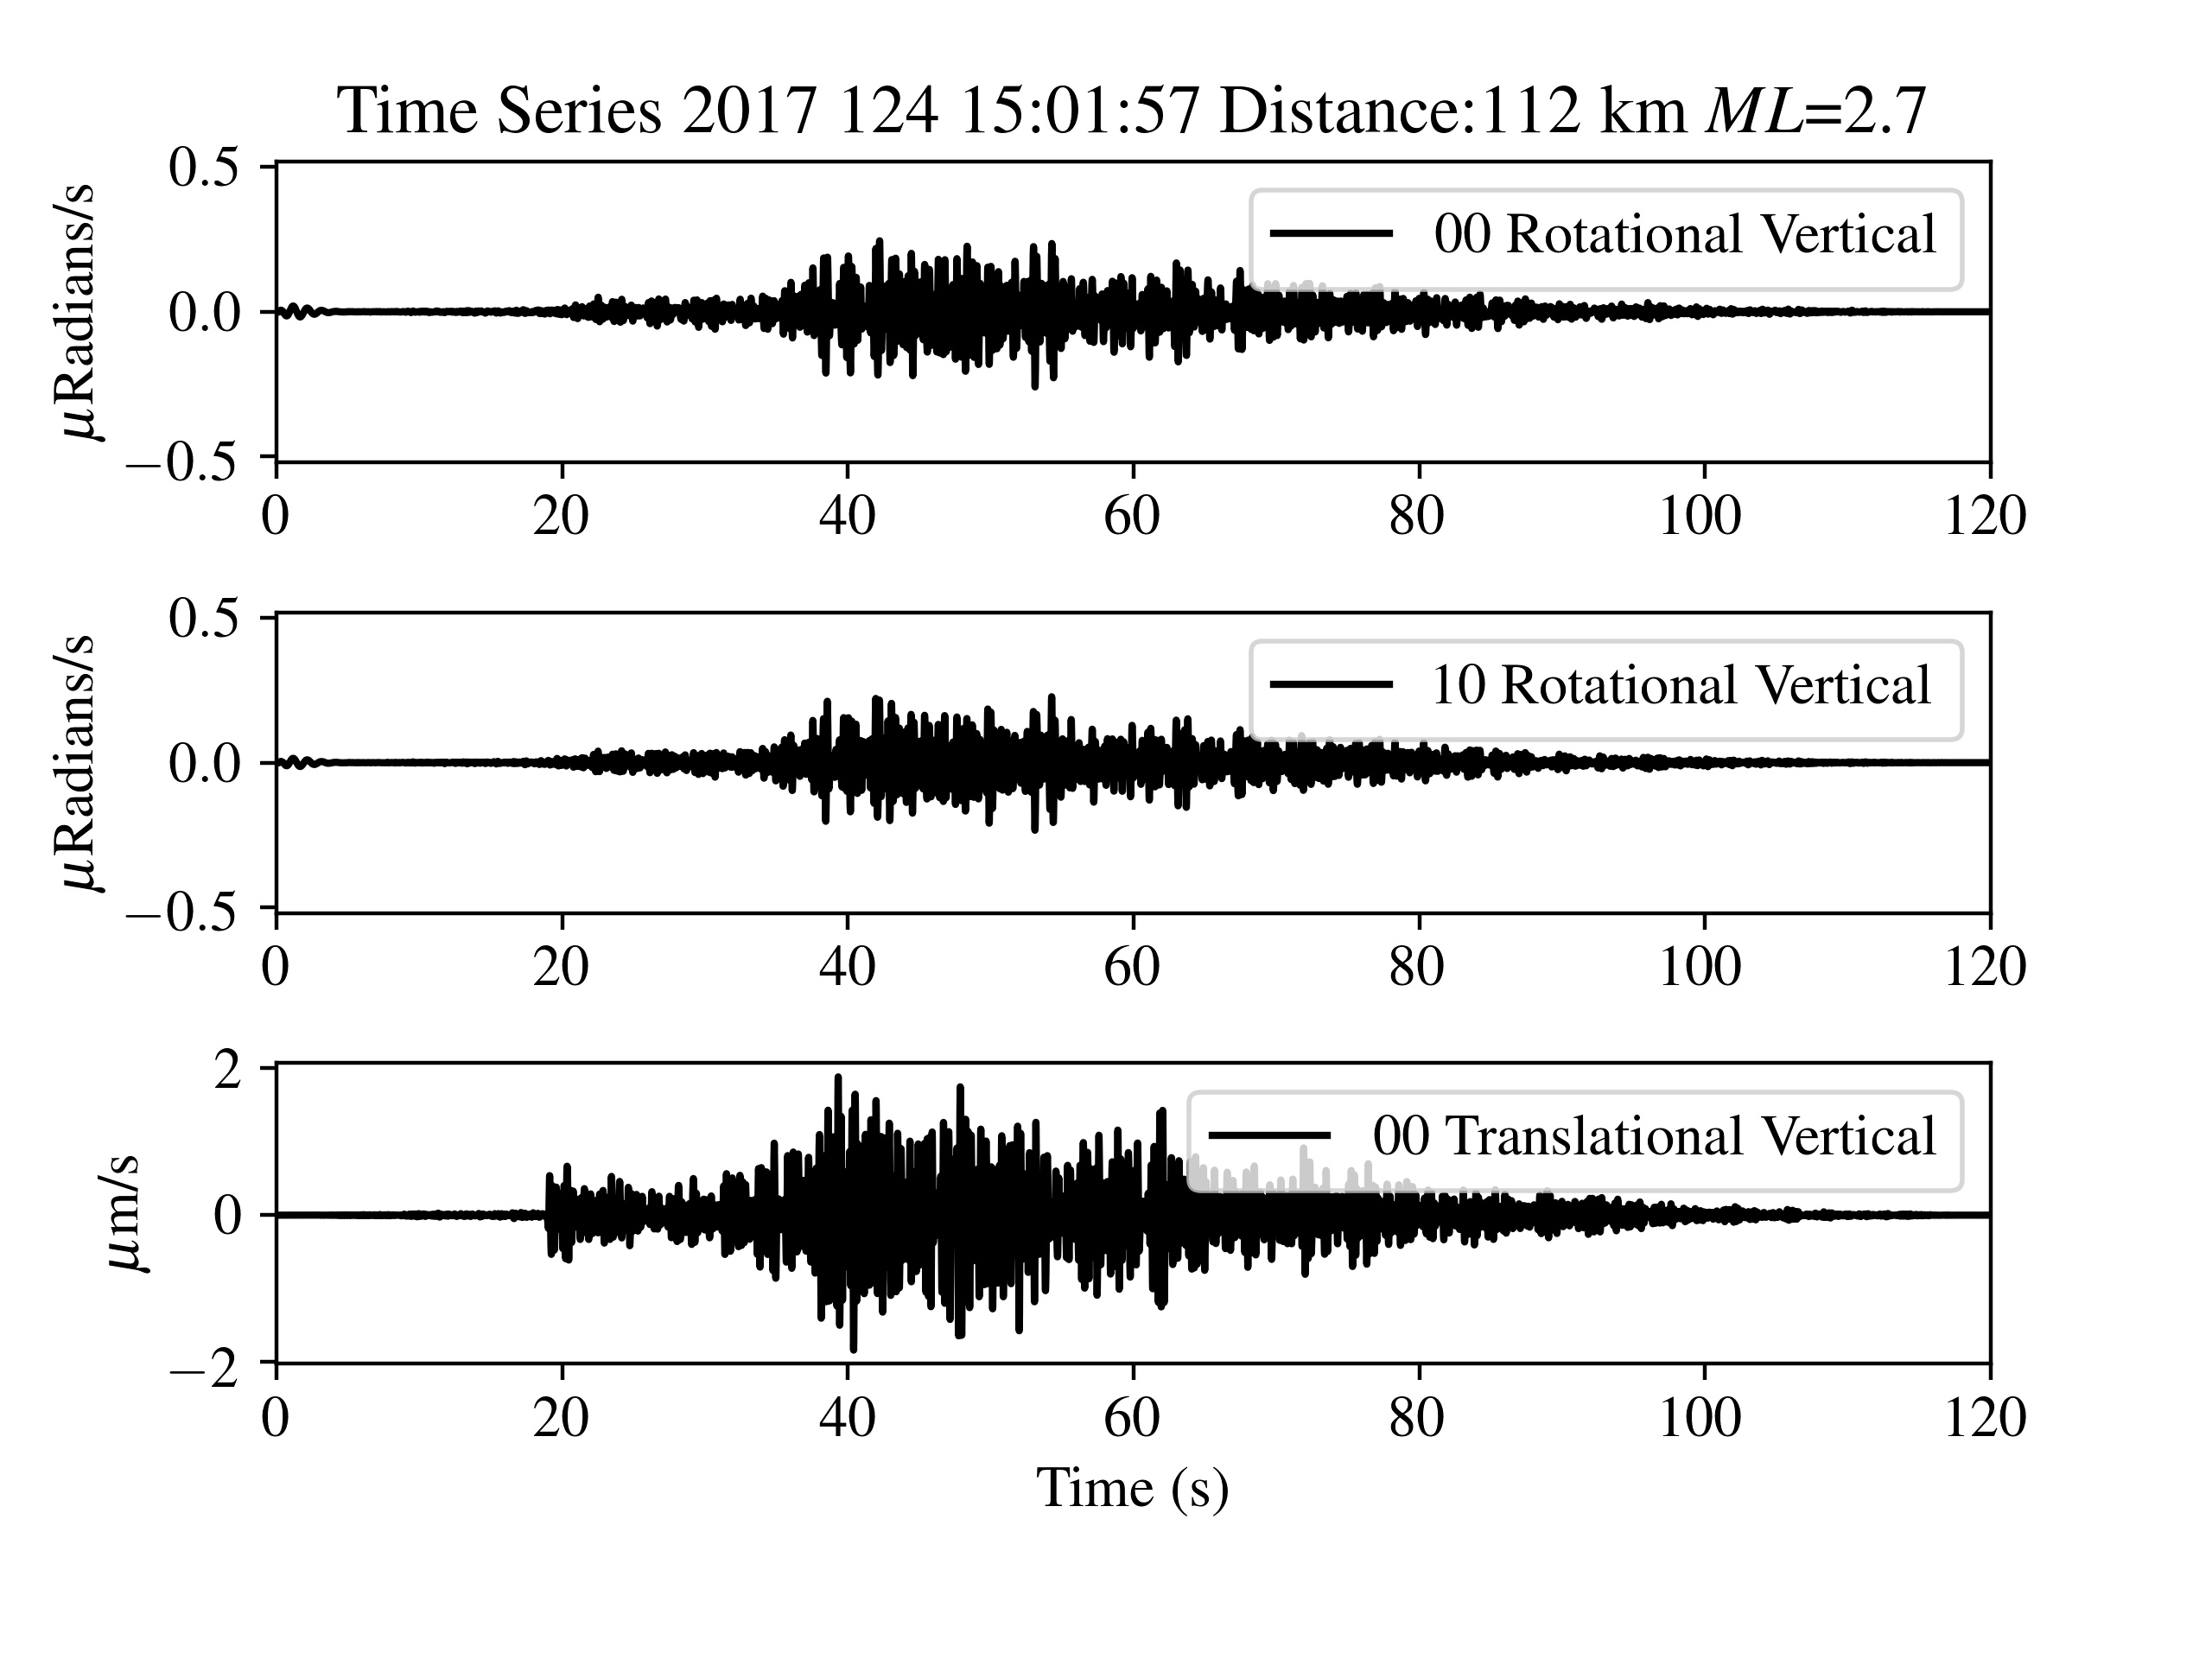 Time Series 2017 124 15:01:57 Distance:112 km ML=2.7
μRadians/s
0.5
0.0
−0.5
00 Rotational Vertical
0 20 40 60 80 100 120
μRadians/s
0.5
0.0
−0.5
10 Rotational Vertical
0 20 40 60 80 100 120
μm/s
2
0
−2
00 Translational Vertical
0 20 40 60 80 100 120
Time (s)